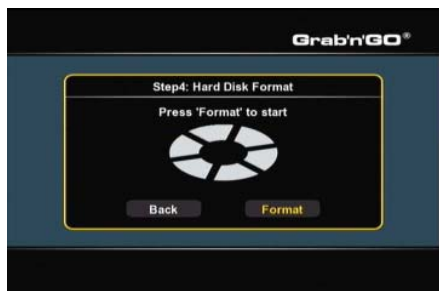 Grab'n'GO®
Step4: Hard Disk Format
Press 'Format' to start
Back
Format